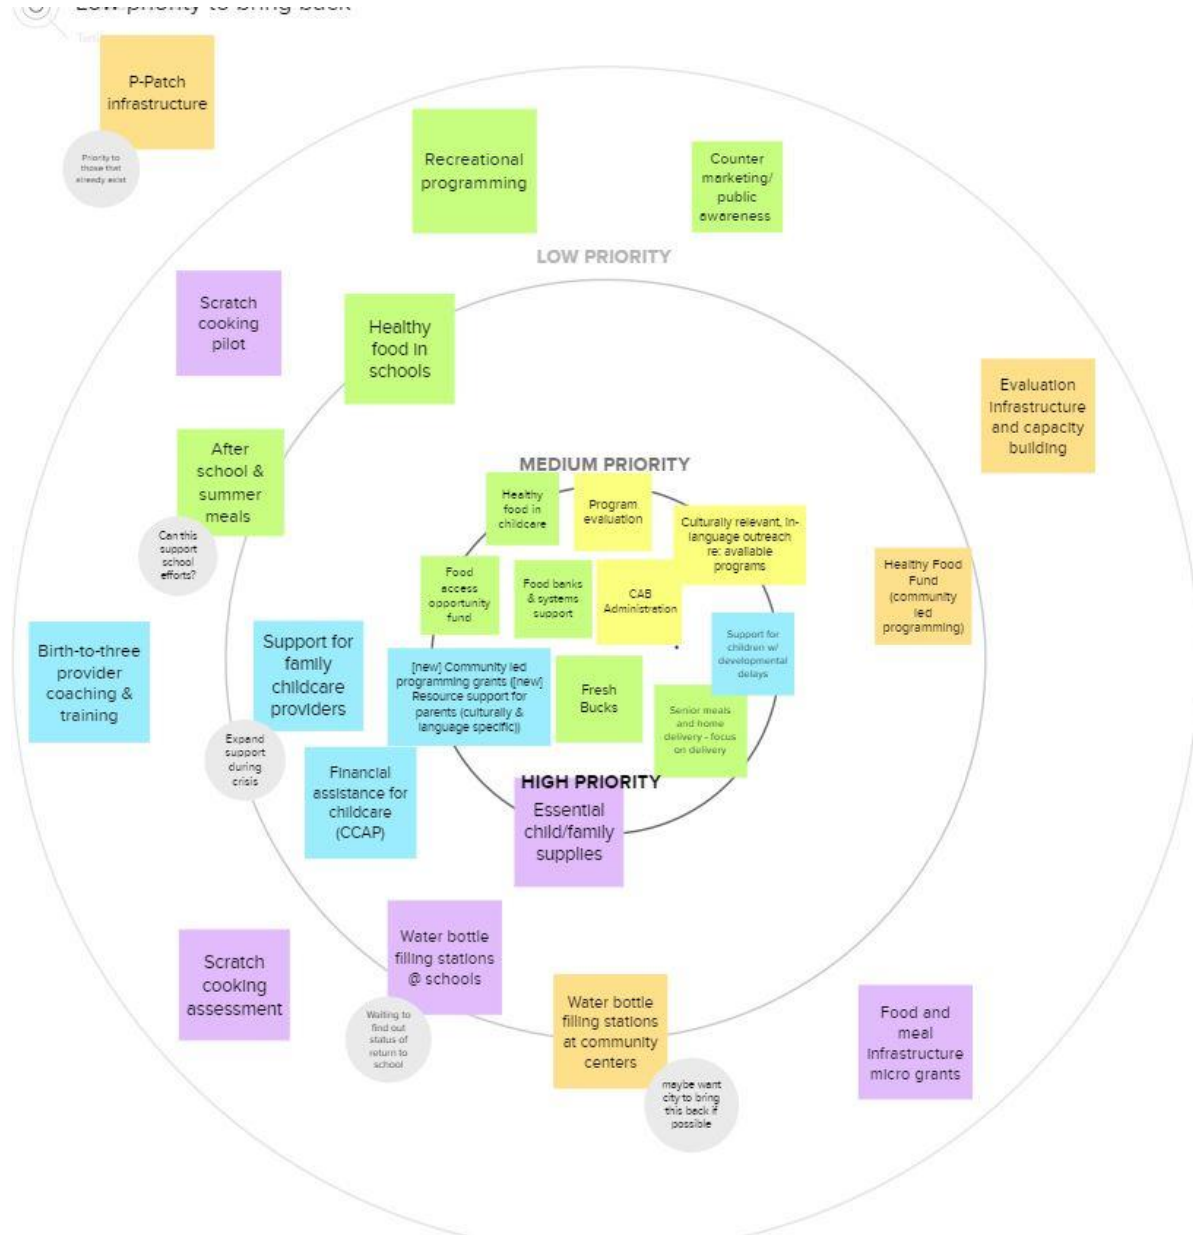 Low priority to bring back
P-Patch
infrastructure
Priority to
those that
already exist
Recreational
programming
Counter
marketing/
public
awareness
LOW PRIORITY
Scratch
cooking
pilot
Healthy
food in
schools
Evaluation
infrastructure
and capacity
building
After
school &
summer
meals
Can this
support
school
efforts?
MEDIUM PRIORITY
Healthy
food in
childcare
Program
evaluation
Culturally relevant, in-
language outreach
re: available
programs
Food
access
opportunity
fund
Food banks
& systems
support
CAB
Administration
Healthy Food
Fund
(community
led
programming)
Birth-to-three
provider
coaching &
training
Support for
family
childcare
providers
Expand
support
during
crisis
[new] Community led
programming grants ([new]
Resource support for
parents (culturally &
language specific))
Fresh
Bucks
Support for
children w/
developmental
delays
Senior meals
and home
delivery - focus
on delivery
Financial
assistance for
childcare
(CCAP)
HIGH PRIORITY
Essential
child/family
supplies
Scratch
cooking
assessment
Water bottle
filling stations
@ schools
Waiting to
find out
status of
return to
school
Water bottle
filling stations
at community
centers
maybe want
city to bring
this back if
possible
Food and
meal
infrastructure
micro grants